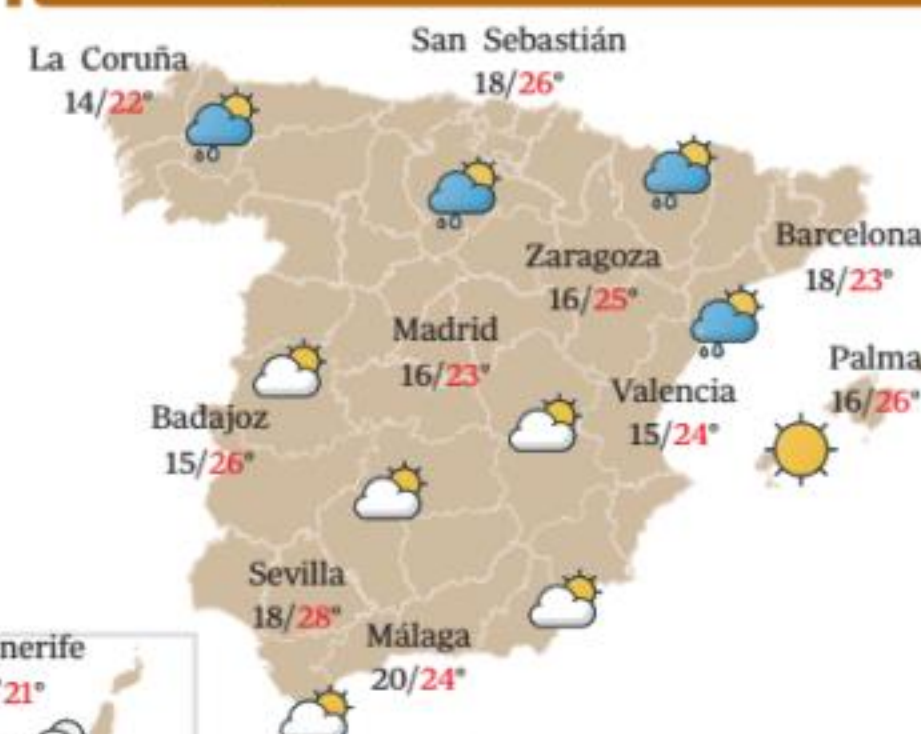 La Coruña
14/22°
San Sebastián
18/26°
Barcelona
18/23°
Zaragoza
16/25°
Madrid
16/23°
Palma
16/26°
Valencia
15/24°
Badajoz
15/26°
Sevilla
18/28°
Málaga
20/24°
nerife
/21°